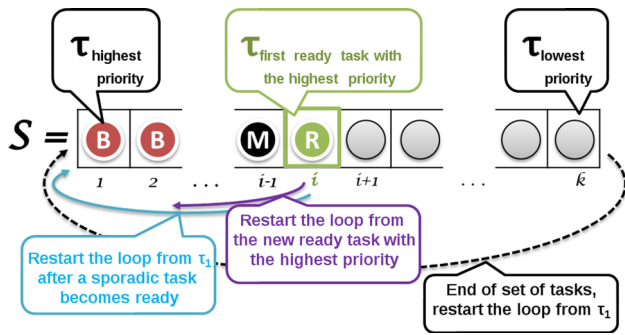 τhighest
priority
τfirst ready task with
the highest priority
τlowest
priority
S =
B
B
M
R
1
2
. . .
i-1
i
i+1
. . .
k
Restart the loop from τ1
after a sporadic task
becomes ready
Restart the loop from
the new ready task with
the highest priority
End of set of tasks,
restart the loop from τ1